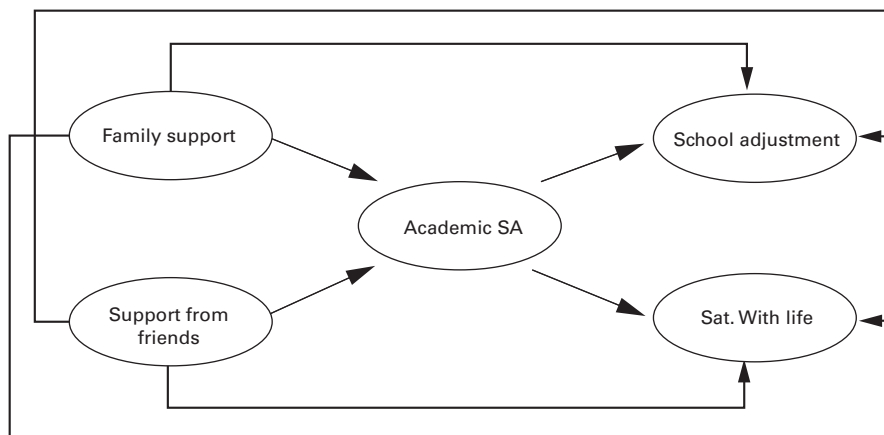 Family support
School adjustment
Academic SA
Support from
friends
Sat. With life